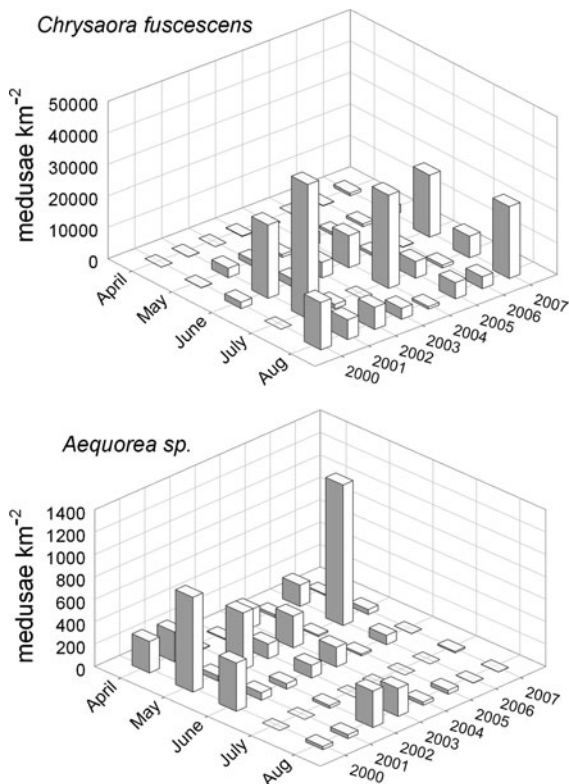 Chrysaora fuscescens
medusae km⁻²
50000
40000
30000
20000
10000
0
April
May
June
July
Aug
2000
2001
2002
2003
2004
2005
2006
2007
Aequorea sp.
medusae km⁻²
1400
1200
1000
800
600
400
200
0
April
May
June
July
Aug
2000
2001
2002
2003
2004
2005
2006
2007